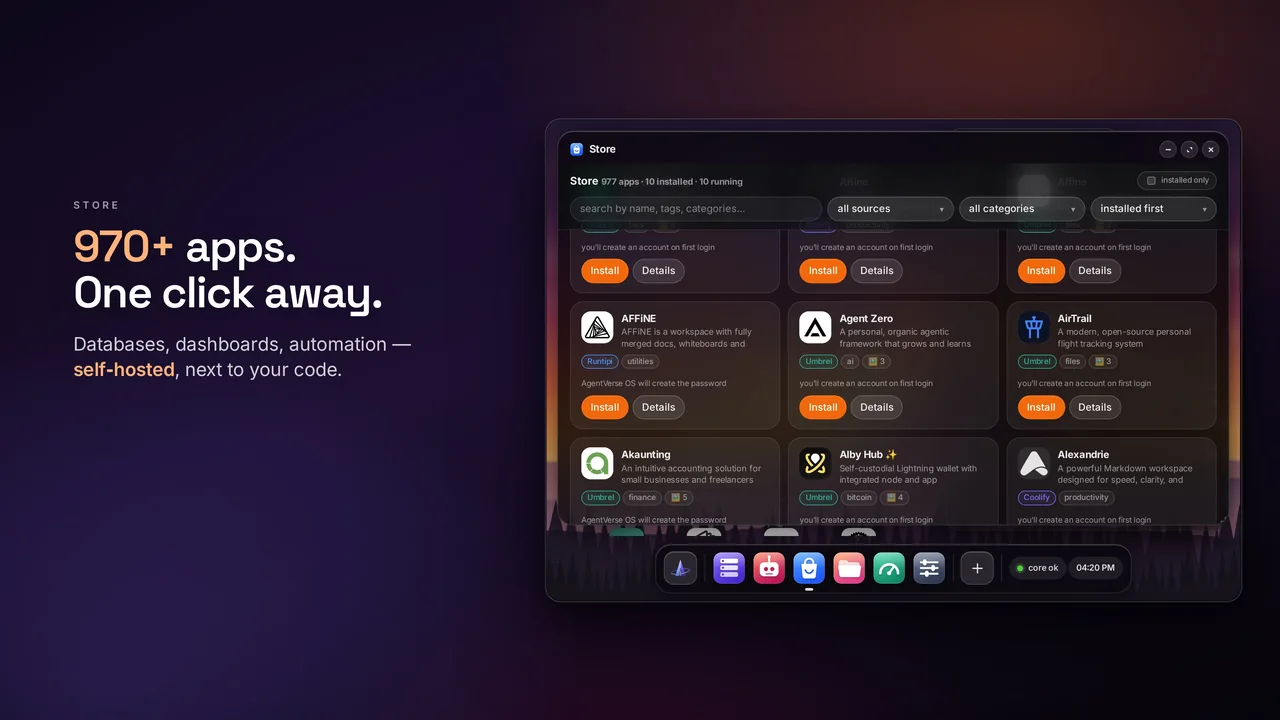 STORE
970+ apps.
One click away.
Databases, dashboards, automation —
self-hosted, next to your code.
Store
Store 977 apps · 10 installed · 10 running
Affine
Affine
installed only
search by name, tags, categories...
all sources
all categories
installed first
you'll create an account on first login
you'll create an account on first login
you'll create an account on first login
Install Details
Install Details
Install Details
AFFiNE
AFFiNE is a workspace with fully
merged docs, whiteboards and
Runtipi utilities
AgentVerse OS will create the password
Install Details
Agent Zero
A personal, organic agentic
framework that grows and learns
Umbrel ai 🖼️ 3
you'll create an account on first login
Install Details
AirTrail
A modern, open-source personal
flight tracking system
Umbrel files 🖼️ 3
you'll create an account on first login
Install Details
Akaunting
An intuitive accounting solution for
small businesses and freelancers
Umbrel finance 🖼️ 5
AgentVerse OS will create the password
Alby Hub ✨
Self-custodial Lightning wallet with
integrated node and app
Umbrel bitcoin 🖼️ 4
you'll create an account on first login
Alexandrie
A powerful Markdown workspace
designed for speed, clarity, and
Coolify productivity
you'll create an account on first login
core ok
04:20 PM